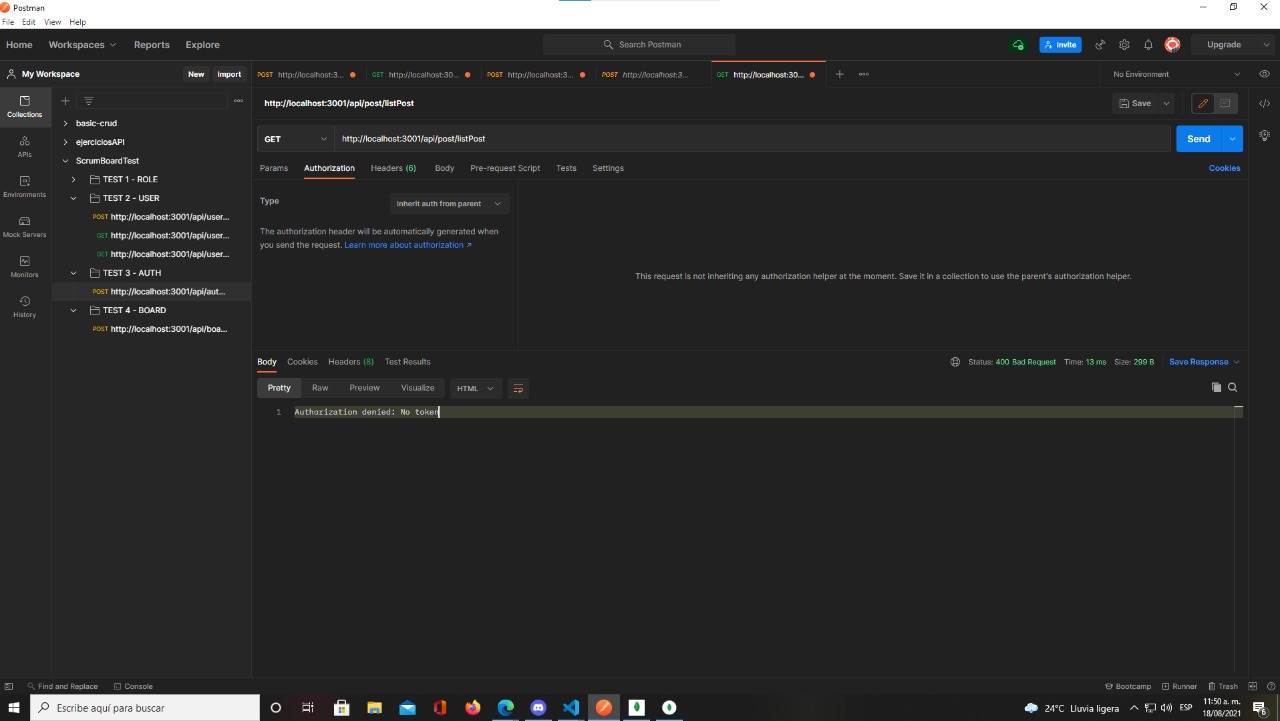 Postman
File Edit View Help
Home Workspaces Reports Explore Search Postman Invite Upgrade
My Workspace New Import
POST http://localhost:3... GET http://localhost:30... POST http://localhost:3... POST http://localhost:3... GET http://localhost:30... No Environment
Collections
APIs
Environments
Mock Servers
Monitors
History
basic-crud
ejerciciosAPI
ScrumBoardTest
TEST 1 - ROLE
TEST 2 - USER
POST http://localhost:3001/api/user...
GET http://localhost:3001/api/user...
GET http://localhost:3001/api/user...
TEST 3 - AUTH
POST http://localhost:3001/api/aut...
TEST 4 - BOARD
POST http://localhost:3001/api/boa...
http://localhost:3001/api/post/listPost Save
GET http://localhost:3001/api/post/listPost Send
Params Authorization Headers (6) Body Pre-request Script Tests Settings Cookies
Type Inherit auth from parent
The authorization header will be automatically generated when
you send the request. Learn more about authorization ↗
This request is not inheriting any authorization helper at the moment. Save it in a collection to use the parent's authorization helper.
Body Cookies Headers (8) Test Results Status: 400 Bad Request Time: 13 ms Size: 299 B Save Response
Pretty Raw Preview Visualize HTML
1 Authorization denied: No token
Find and Replace Console Bootcamp Runner Trash
Escribe aquí para buscar 24°C Lluvia ligera ESP 11:50 a. m.
18/08/2021 6